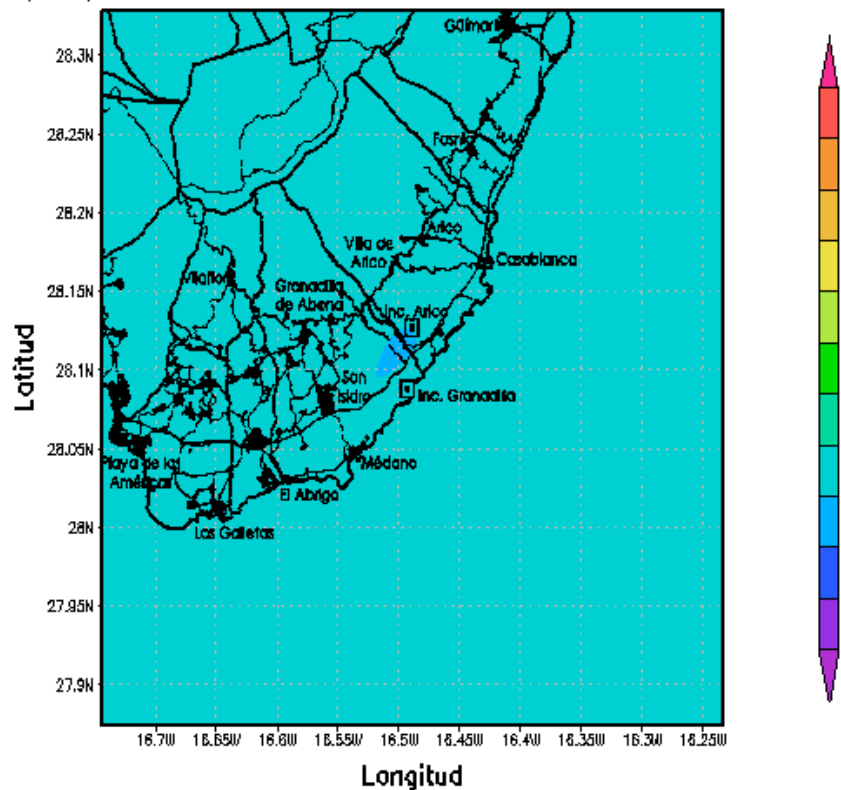 Güímar
28.3N
28.25N
Fasnia
28.2N
Arico
Villa de
Arico
Casablanca
Vilaflor
Granadilla
de Abona
28.15N
Inc. Arico
28.1N
San
Isidro
Inc. Granadilla
28.05N
Playa de las
Américas
Médano
El Abrigo
28N
Las Galletas
27.95N
27.9N
Latitud
16.7W 16.65W 16.6W 16.55W 16.5W 16.45W 16.4W 16.35W 16.3W 16.25W
Longitud